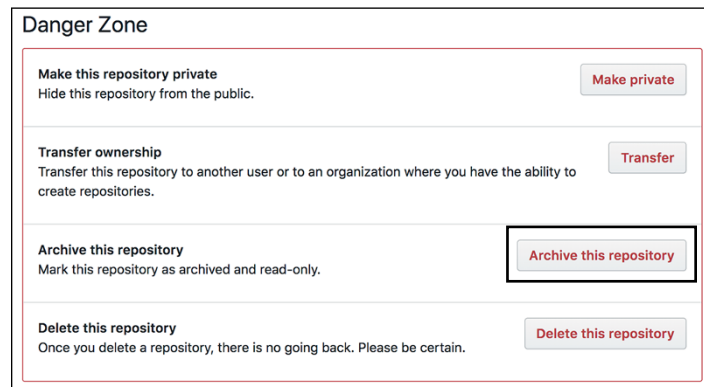 Danger Zone
Make this repository private
Hide this repository from the public.
Make private
Transfer ownership
Transfer this repository to another user or to an organization where you have the ability to
create repositories.
Transfer
Archive this repository
Mark this repository as archived and read-only.
Archive this repository
Delete this repository
Once you delete a repository, there is no going back. Please be certain.
Delete this repository